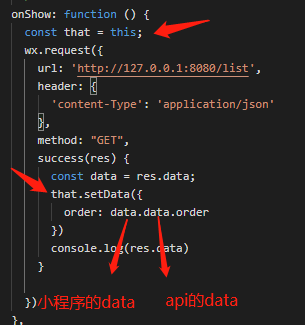 onShow: function () {
const that = this;
wx.request({
url: 'http://127.0.0.1:8080/list',
header: {
'content-Type': 'application/json'
},
method: "GET",
success(res) {
const data = res.data;
that.setData({
order: data.data.order
})
console.log(res.data)
}
})小程序的data api的data
},